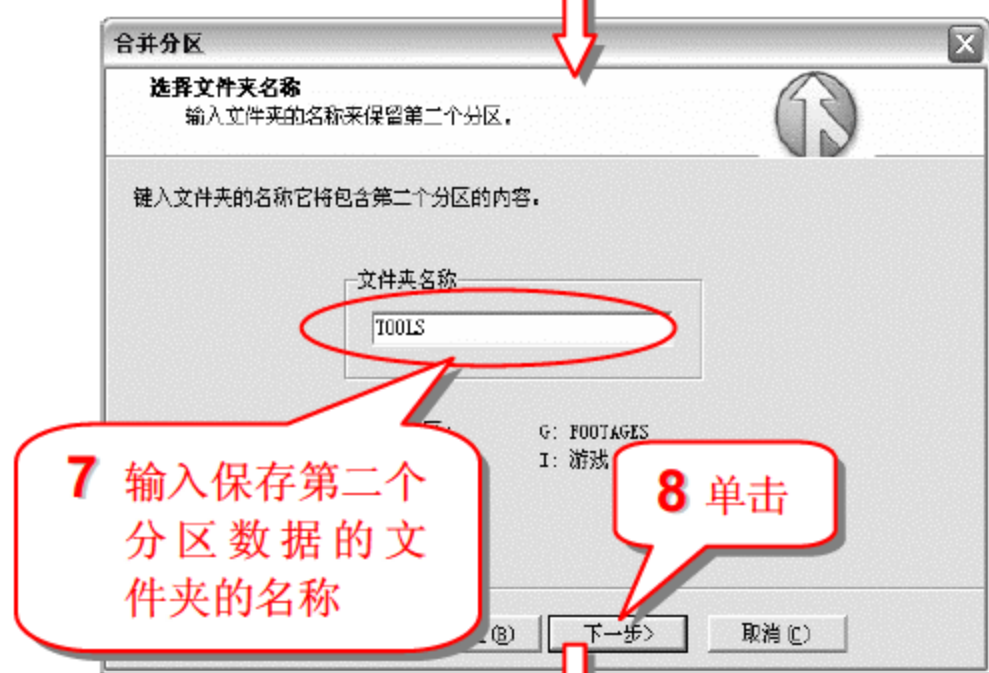 合并分区
选择文件夹名称
输入文件夹的名称来保留第二个分区。
键入文件夹的名称它将包含第二个分区的内容。
文件夹名称
TOOLS
G: FOOTAGES
I: 游戏
7 输入保存第二个
分区数据的文
件夹的名称
8 单击
(B)
下一步>
取消(C)